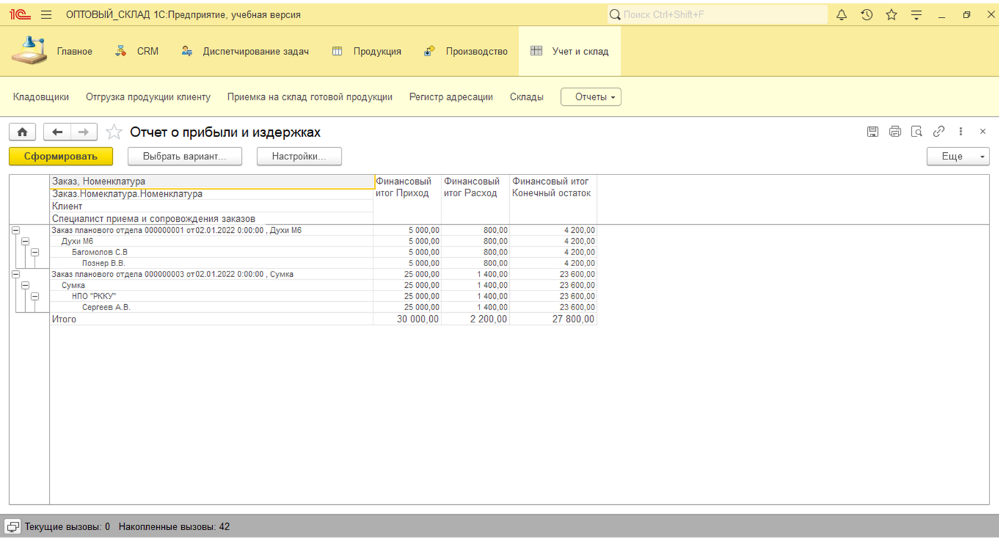 1С ОПТОВЫЙ_СКЛАД 1С:Предприятие, учебная версия Поиск Ctrl+Shift+F
Главное CRM Диспетчирование задач Продукция Производство Учет и склад
Кладовщики Отгрузка продукции клиенту Приемка на склад готовой продукции Регистр адресации Склады Отчеты
Отчет о прибыли и издержках
Сформировать Выбрать вариант... Настройки... Еще
Заказ, Номенклатура Финансовый Финансовый Финансовый итог
Заказ.Номеклатура.Номенклатура итог Приход итог Расход Конечный остаток
Клиент
Специалист приема и сопровождения заказов
Заказ планового отдела 000000001 от 02.01.2022 0:00:00 , Духи М6 5 000,00 800,00 4 200,00
Духи М6 5 000,00 800,00 4 200,00
Багомолов С.В 5 000,00 800,00 4 200,00
Познер В.В. 5 000,00 800,00 4 200,00
Заказ планового отдела 000000003 от 02.01.2022 0:00:00 , Сумка 25 000,00 1 400,00 23 600,00
Сумка 25 000,00 1 400,00 23 600,00
НПО "РККУ" 25 000,00 1 400,00 23 600,00
Сергеев А.В. 25 000,00 1 400,00 23 600,00
Итого 30 000,00 2 200,00 27 800,00
Текущие вызовы: 0 Накопленные вызовы: 42